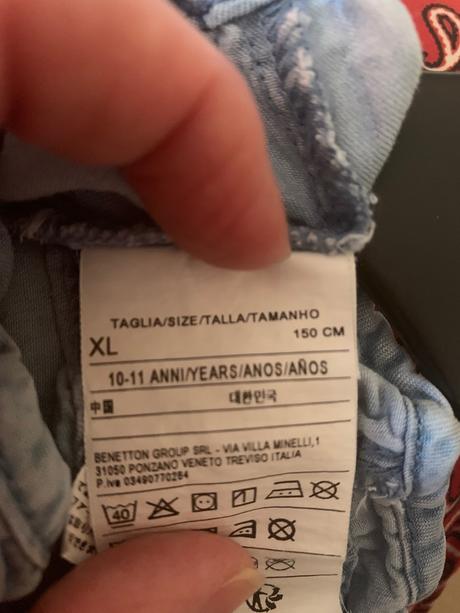 TAGLIA/SIZE/TALLA/TAMANHO
XL 150 CM
10-11 ANNI/YEARS/ANOS/AÑOS
中国 대한민국
BENETTON GROUP SRL - VIA VILLA MINELLI,1
31050 PONZANO VENETO TREVISO ITALIA
P.iva 03490770264
40